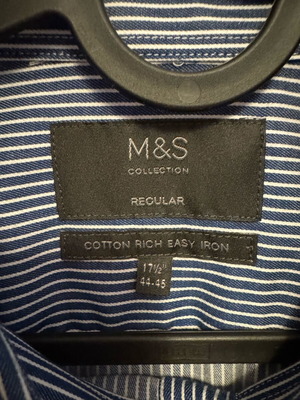 M&S
COLLECTION
REGULAR
COTTON RICH EASY IRON
17½"
44-45